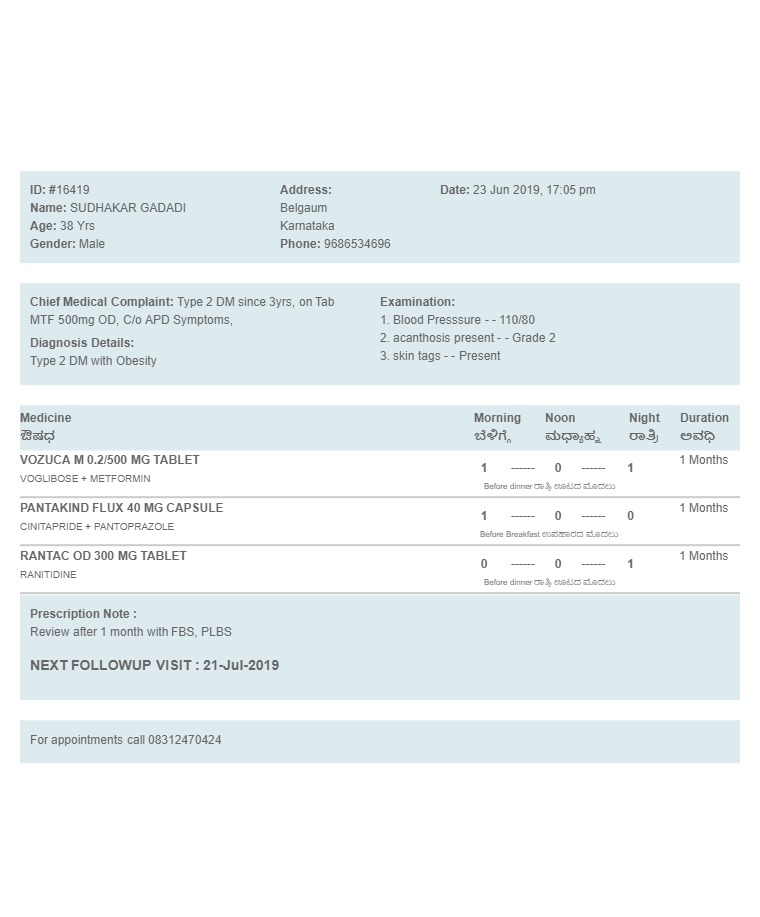 ID: #16419
Name: SUDHAKAR GADADI
Age: 38 Yrs
Gender: Male
Address:
Belgaum
Karnataka
Phone: 9686534696
Date: 23 Jun 2019, 17:05 pm
Chief Medical Complaint: Type 2 DM since 3yrs, on Tab
MTF 500mg OD, C/o APD Symptoms,
Diagnosis Details:
Type 2 DM with Obesity
Examination:
1. Blood Presssure - - 110/80
2. acanthosis present - - Grade 2
3. skin tags - - Present
Medicine Morning Noon Night Duration
ಔಷಧ ಬೆಳಿಗ್ಗೆ ಮಧ್ಯಾಹ್ನ ರಾತ್ರಿ ಅವಧಿ
VOZUCA M 0.2/500 MG TABLET 1 ------ 0 ------ 1 1 Months
VOGLIBOSE + METFORMIN Before dinner ರಾತ್ರಿ ಊಟದ ಮೊದಲು
PANTAKIND FLUX 40 MG CAPSULE 1 ------ 0 ------ 0 1 Months
CINITAPRIDE + PANTOPRAZOLE Before Breakfast ಉಪಹಾರದ ಮೊದಲು
RANTAC OD 300 MG TABLET 0 ------ 0 ------ 1 1 Months
RANITIDINE Before dinner ರಾತ್ರಿ ಊಟದ ಮೊದಲು
Prescription Note :
Review after 1 month with FBS, PLBS
NEXT FOLLOWUP VISIT : 21-Jul-2019
For appointments call 08312470424